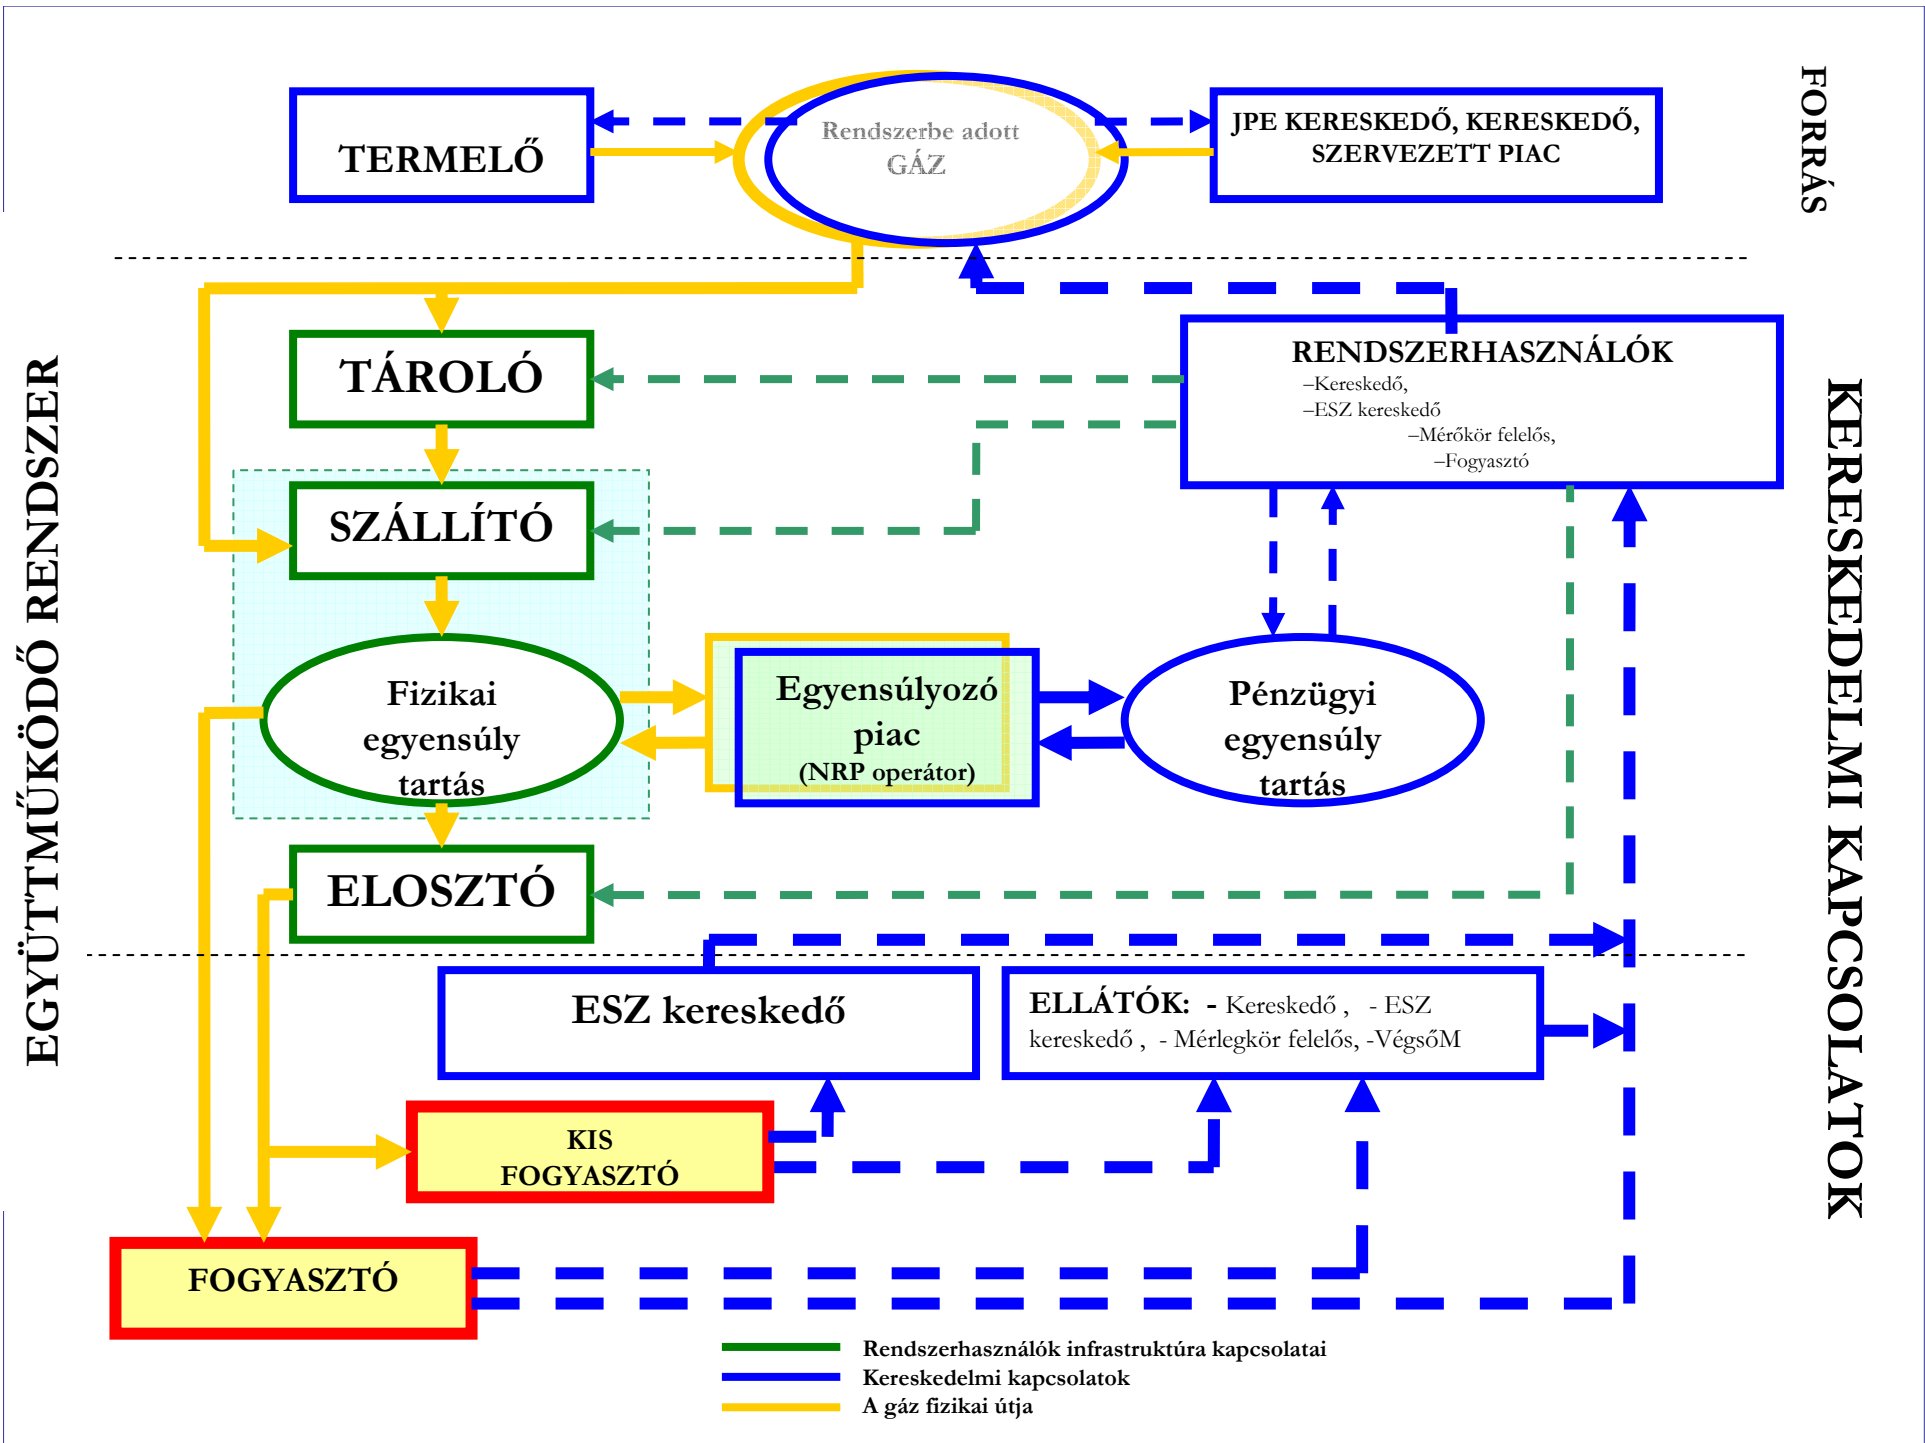 TERMELŐ
Rendszerbe adott
GÁZ
JPE KERESKEDŐ, KERESKEDŐ,
SZERVEZETT PIAC
FORRÁS
EGYÜTTMŰKÖDŐ RENDSZER
KERESKEDELMI KAPCSOLATOK
TÁROLÓ
RENDSZERHASZNÁLÓK
–Kereskedő,
–ESZ kereskedő
–Mérőkör felelős,
–Fogyasztó
SZÁLLÍTÓ
Fizikai
egyensúly
tartás
Egyensúlyozó
piac
(NRP operátor)
Pénzügyi
egyensúly
tartás
ELOSZTÓ
ESZ kereskedő
ELLÁTÓK: - Kereskedő , - ESZ
kereskedő , - Mérlegkör felelős, -VégsőM
KIS
FOGYASZTÓ
FOGYASZTÓ
Rendszerhasználók infrastruktúra kapcsolatai
Kereskedelmi kapcsolatok
A gáz fizikai útja